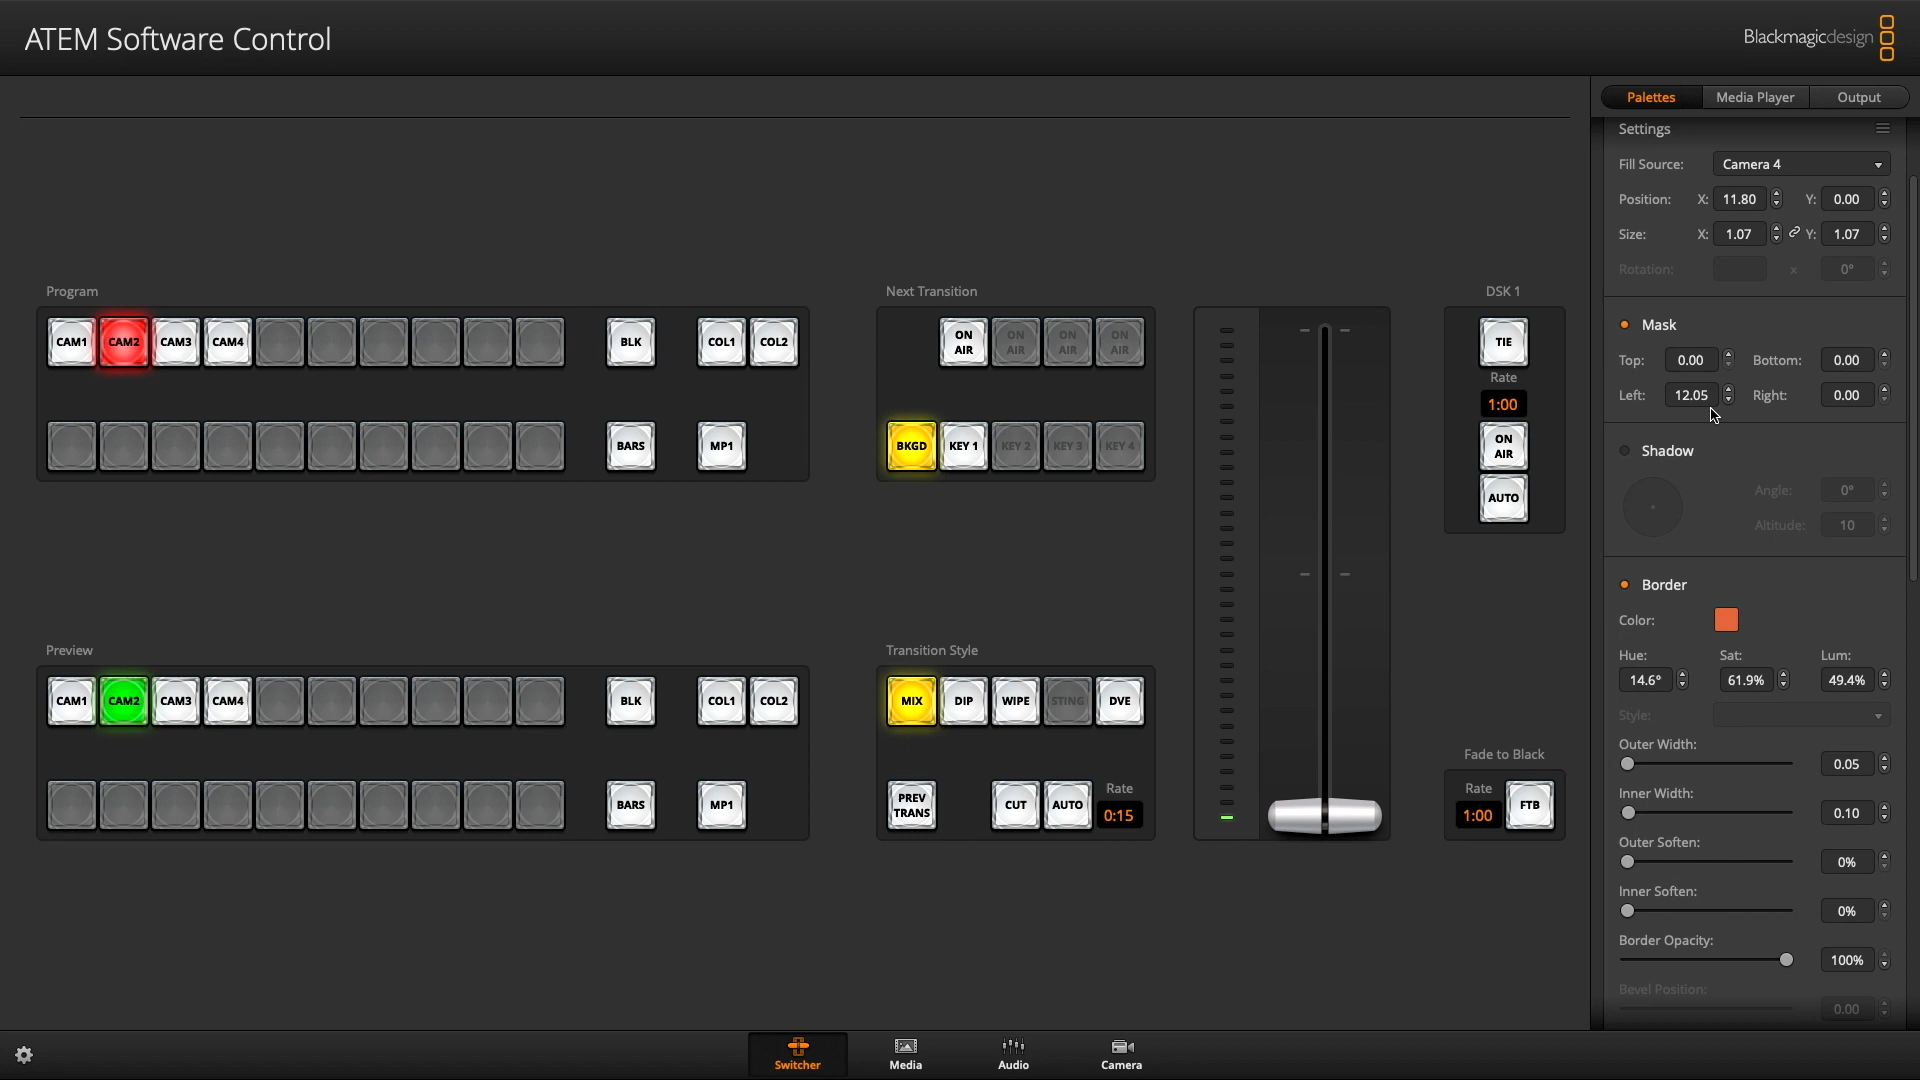 ATEM Software Control
Blackmagicdesign
Palettes Media Player Output
Settings
Fill Source: Camera 4
Position: X: 11.80 Y: 0.00
Size: X: 1.07 Y: 1.07
Rotation: x 0°
Mask
Top: 0.00 Bottom: 0.00
Left: 12.05 Right: 0.00
Shadow
Angle: 0°
Altitude: 10
Border
Color:
Hue: Sat: Lum:
14.6° 61.9% 49.4%
Style:
Outer Width:
0.05
Inner Width:
0.10
Outer Soften:
0%
Inner Soften:
0%
Border Opacity:
100%
Bevel Position:
0.00
Program
CAM1 CAM2 CAM3 CAM4 BLK COL1 COL2
BARS MP1
Next Transition
ON AIR ON AIR ON AIR ON AIR
BKGD KEY 1 KEY 2 KEY 3 KEY 4
DSK 1
TIE
Rate
1:00
ON AIR
AUTO
Preview
CAM1 CAM2 CAM3 CAM4 BLK COL1 COL2
BARS MP1
Transition Style
MIX DIP WIPE STING DVE
PREV TRANS CUT AUTO Rate 0:15
Fade to Black
Rate
1:00 FTB
Switcher Media Audio Camera